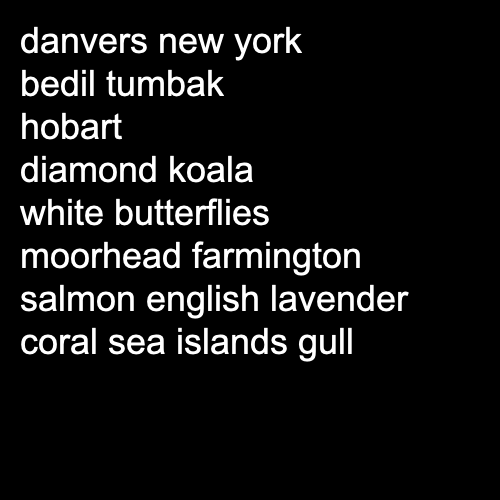 danvers new york
bedil tumbak
hobart
diamond koala
white butterflies
moorhead farmington
salmon english lavender
coral sea islands gull